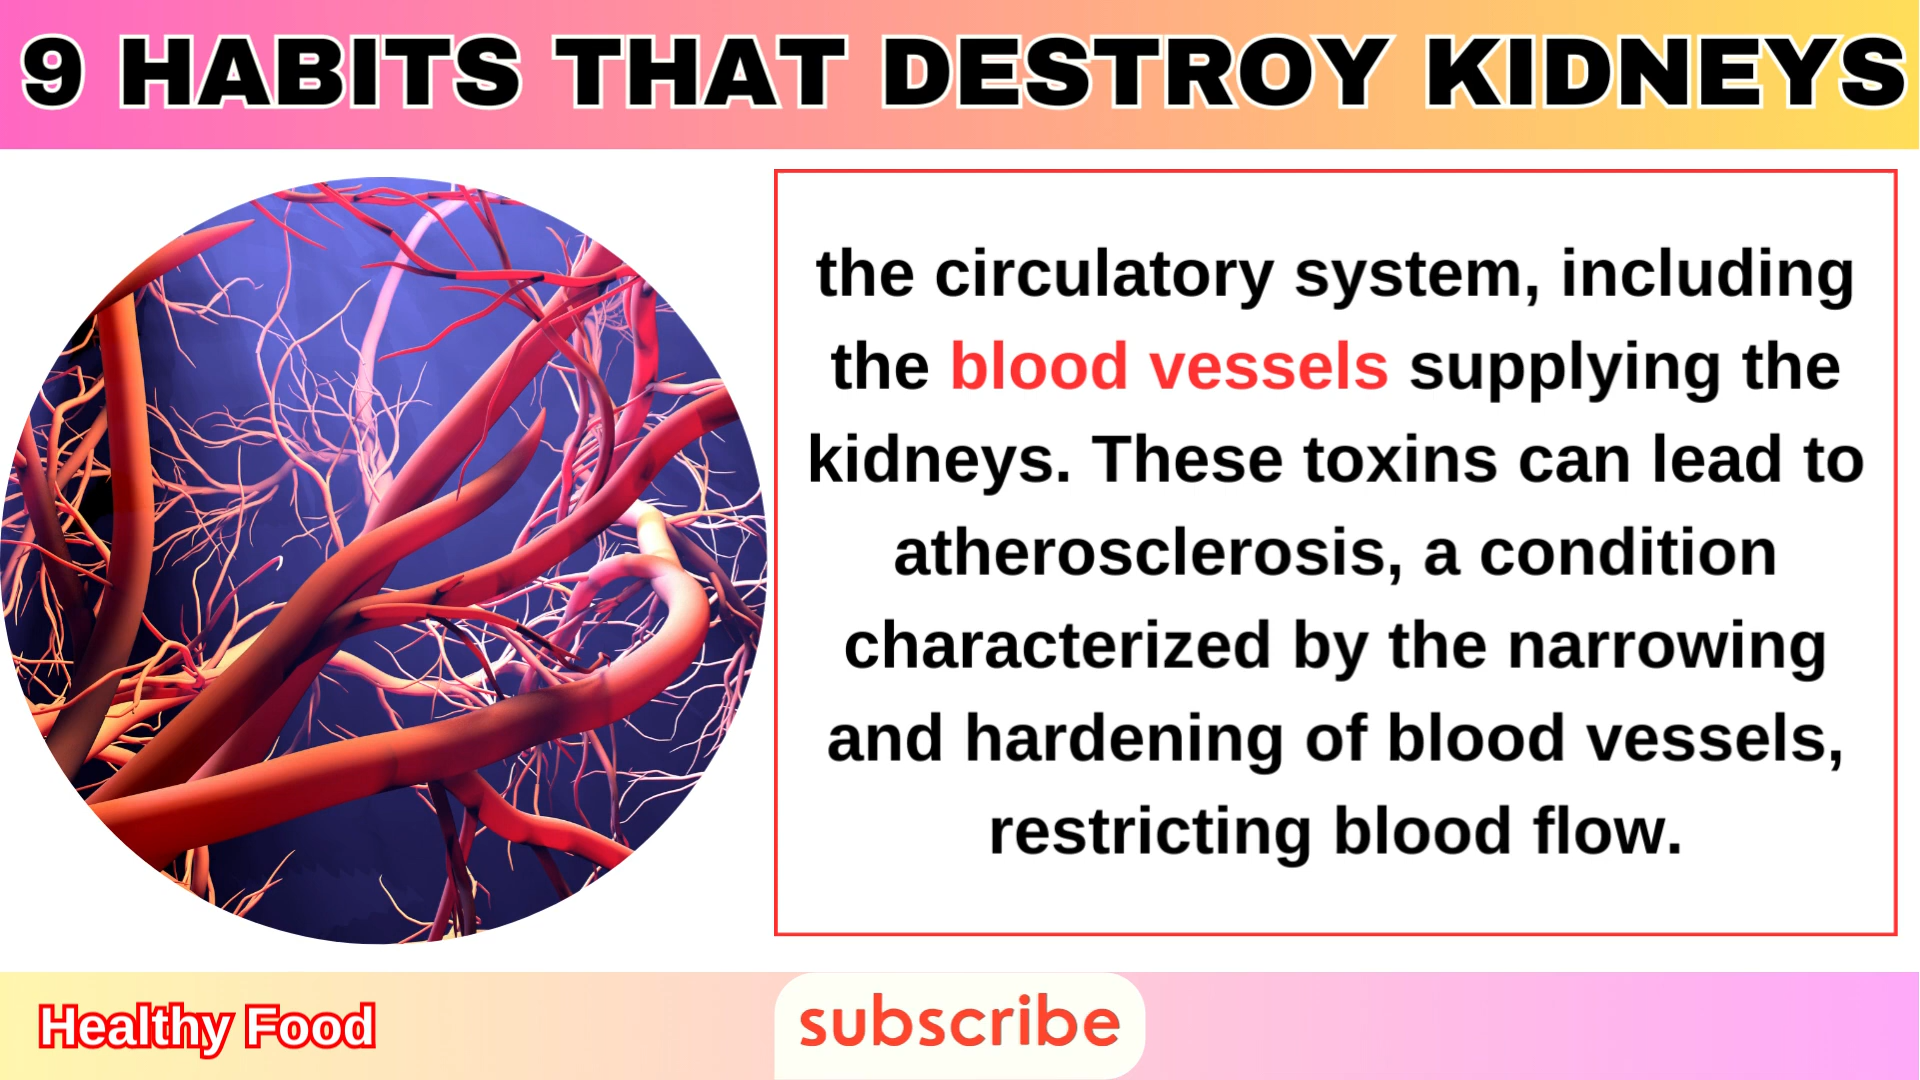 9 HABITS THAT DESTROY KIDNEYS
the circulatory system, including
the blood vessels supplying the
kidneys. These toxins can lead to
atherosclerosis, a condition
characterized by the narrowing
and hardening of blood vessels,
restricting blood flow.
Healthy Food
subscribe